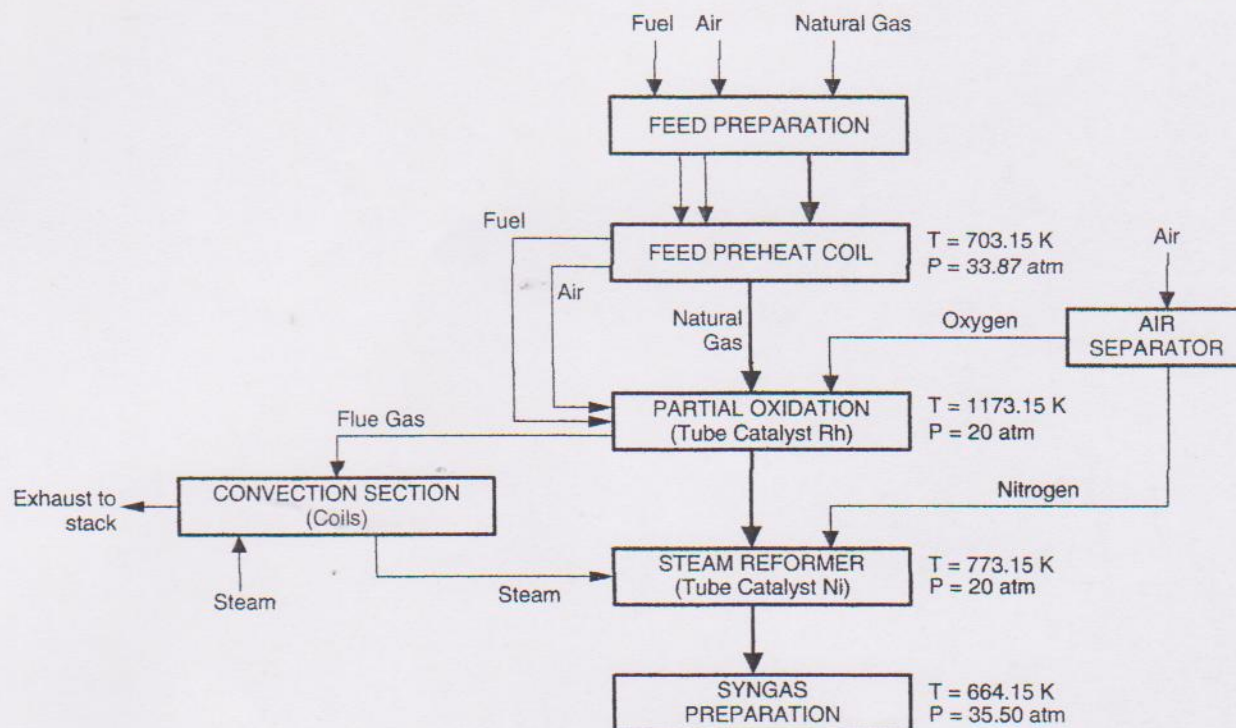 Fuel Air Natural Gas
FEED PREPARATION
Fuel
FEED PREHEAT COIL
T = 703.15 K
P = 33.87 atm
Air
Air
Natural
Gas
Oxygen
AIR
SEPARATOR
PARTIAL OXIDATION
(Tube Catalyst Rh)
T = 1173.15 K
P = 20 atm
Flue Gas
CONVECTION SECTION
(Coils)
Exhaust to
stack
Nitrogen
STEAM REFORMER
(Tube Catalyst Ni)
T = 773.15 K
P = 20 atm
Steam
Steam
SYNGAS
PREPARATION
T = 664.15 K
P = 35.50 atm